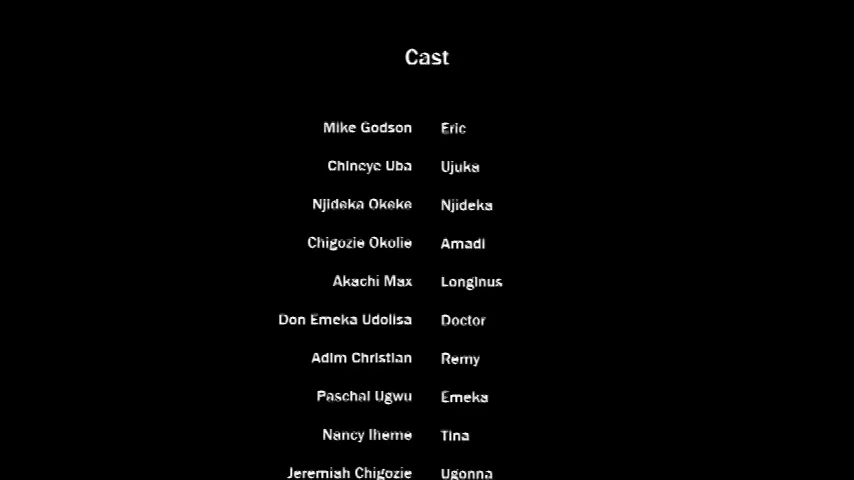 Cast
Mike Godson Eric
Chineye Uba Ujuka
Njideka Okeke Njideka
Chigozie Okolie Amadi
Akachi Max Longinus
Don Emeka Udolisa Doctor
Adim Christian Remy
Paschal Ugwu Emeka
Nancy Iheme Tina
Jeremiah Chigozie Ugonna